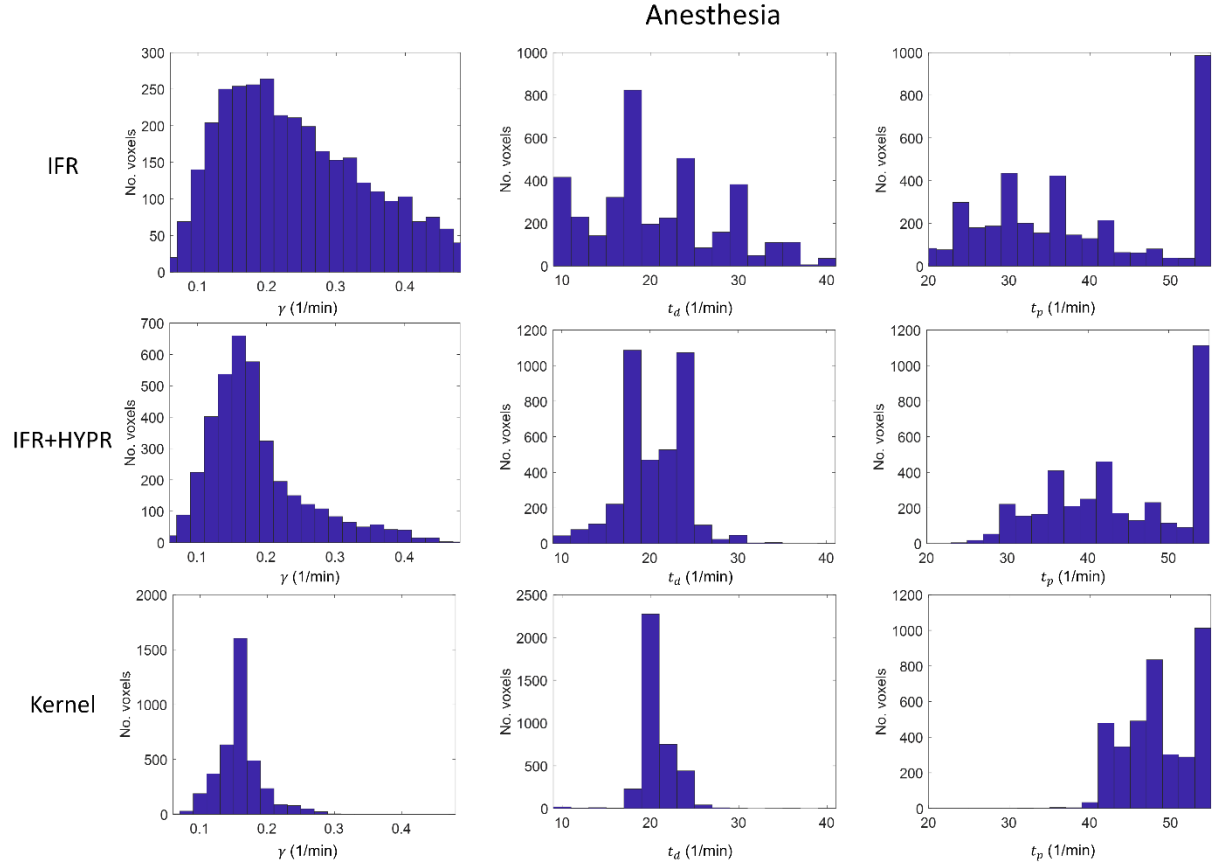 Anesthesia
IFR
No. voxels
300
250
200
150
100
50
0
0.1 0.2 0.3 0.4
γ (1/min)
No. voxels
1000
800
600
400
200
0
10 20 30 40
t_d (1/min)
No. voxels
1000
800
600
400
200
0
20 30 40 50
t_p (1/min)
IFR+HYPR
No. voxels
700
600
500
400
300
200
100
0
0.1 0.2 0.3 0.4
γ (1/min)
No. voxels
1200
1000
800
600
400
200
0
10 20 30 40
t_d (1/min)
No. voxels
1200
1000
800
600
400
200
0
20 30 40 50
t_p (1/min)
Kernel
No. voxels
2000
1500
1000
500
0
0.1 0.2 0.3 0.4
γ (1/min)
No. voxels
2500
2000
1500
1000
500
0
10 20 30 40
t_d (1/min)
No. voxels
1200
1000
800
600
400
200
0
20 30 40 50
t_p (1/min)